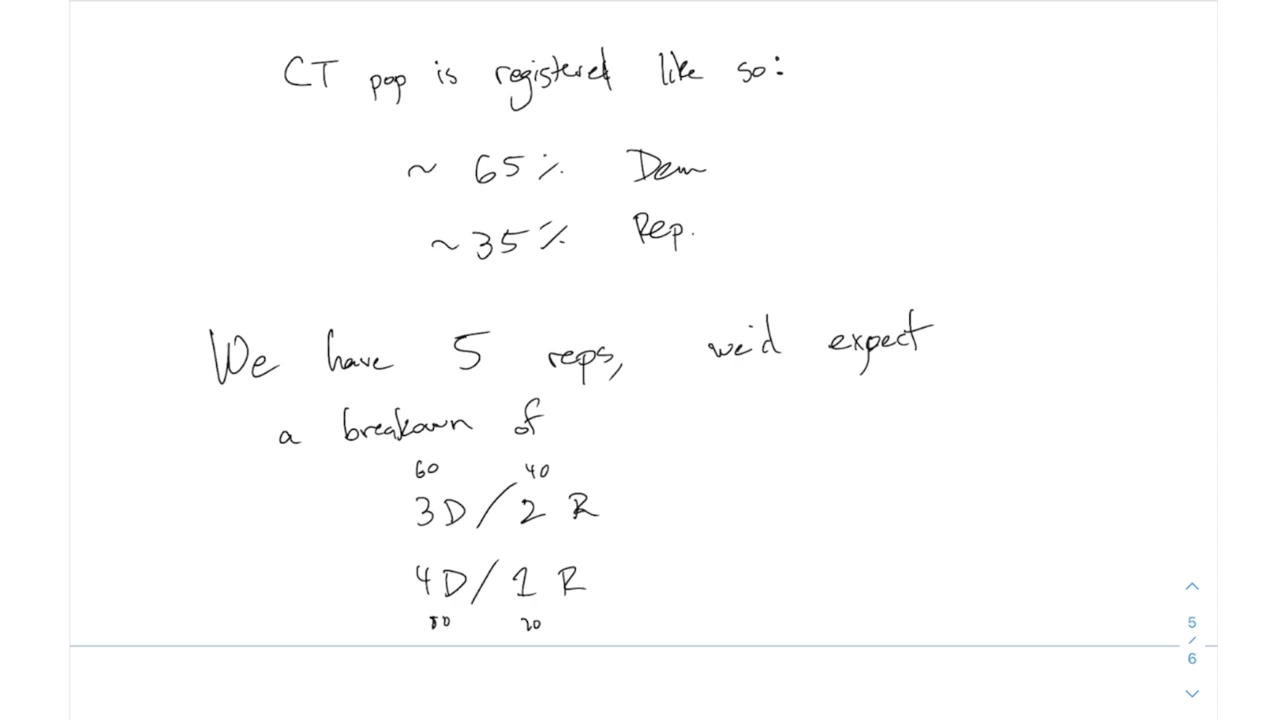 CT pop is registered like so:
~ 65% Dem
~ 35% Rep.
We have 5 reps, we'd expect
a breakown of
60 40
3D / 2 R
4D / 1 R
80 20
5
/
6